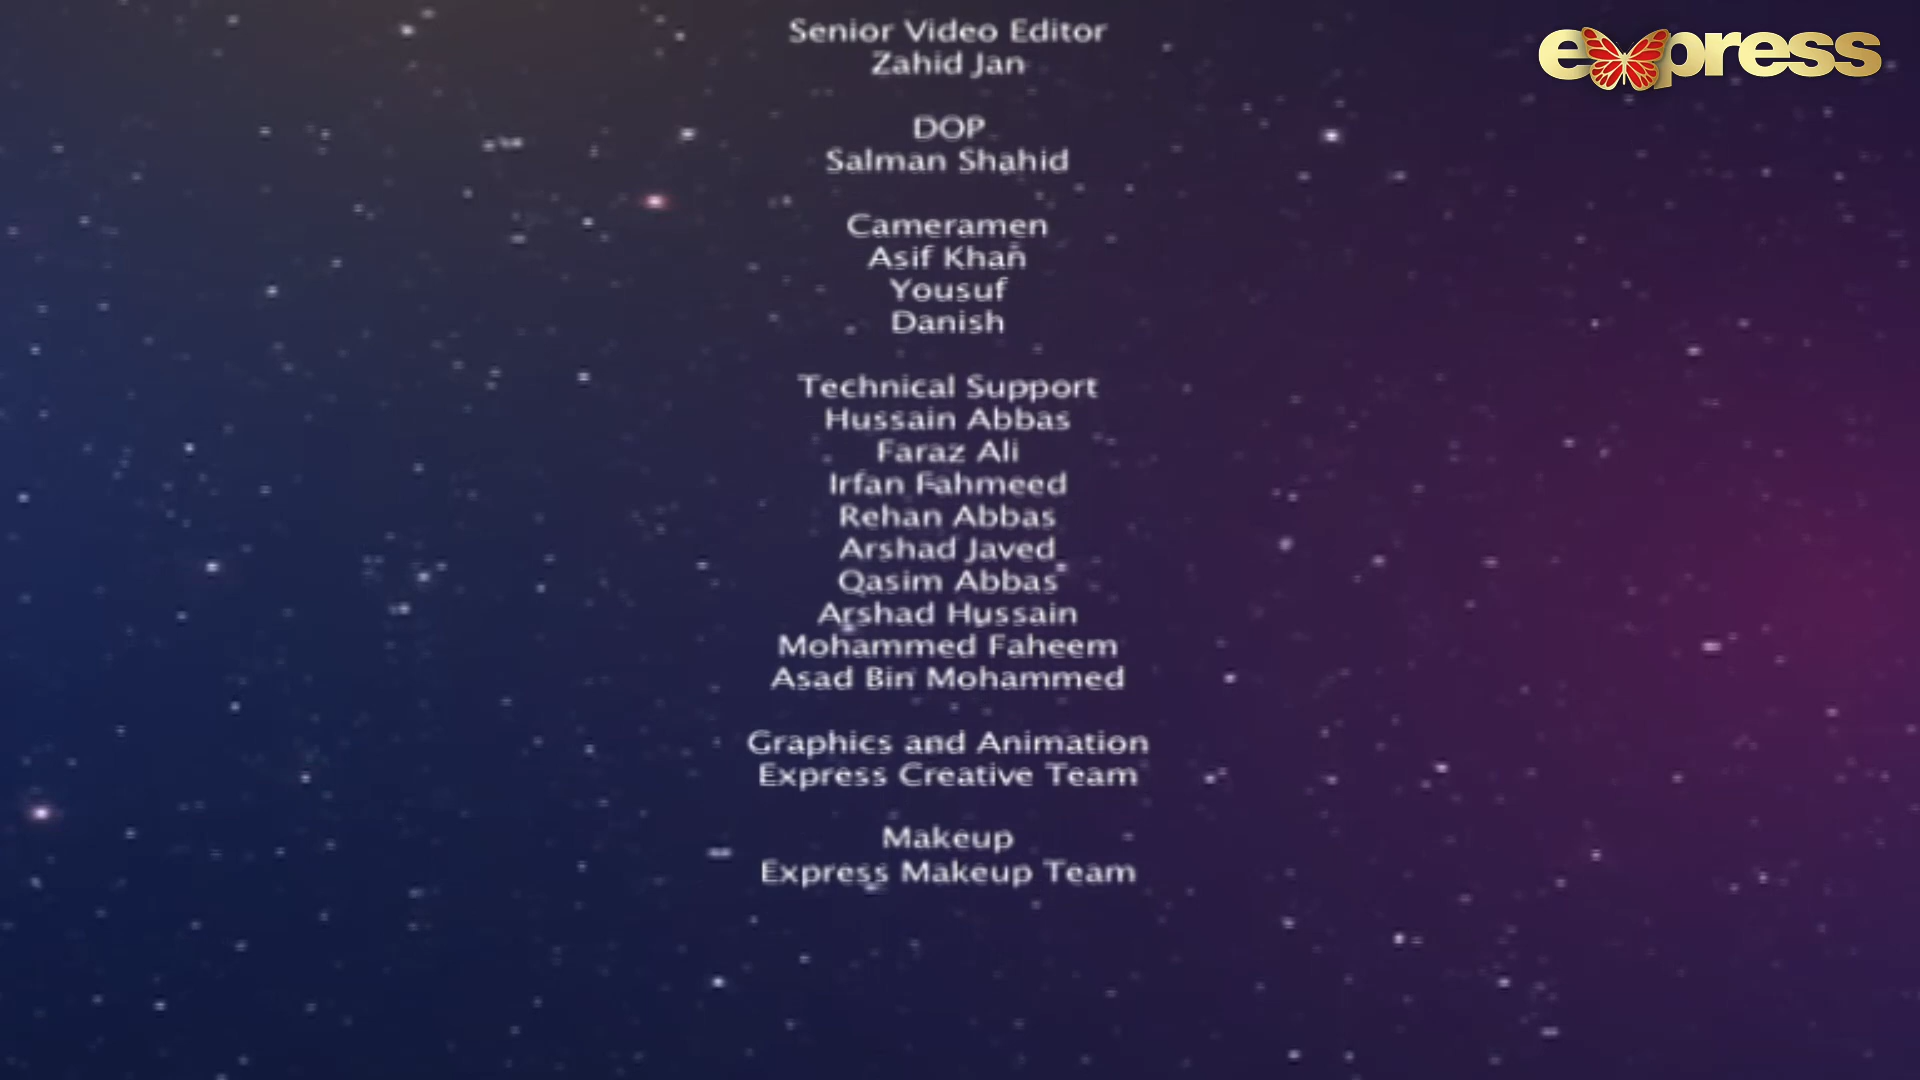 Senior Video Editor
Zahid Jan
DOP
Salman Shahid
Cameramen
Asif Khan
Yousuf
Danish
Technical Support
Hussain Abbas
Faraz Ali
Irfan Fahmeed
Rehan Abbas
Arshad Javed
Qasim Abbas
Arshad Hussain
Mohammed Faheem
Asad Bin Mohammed
Graphics and Animation
Express Creative Team
Makeup
Express Makeup Team
express